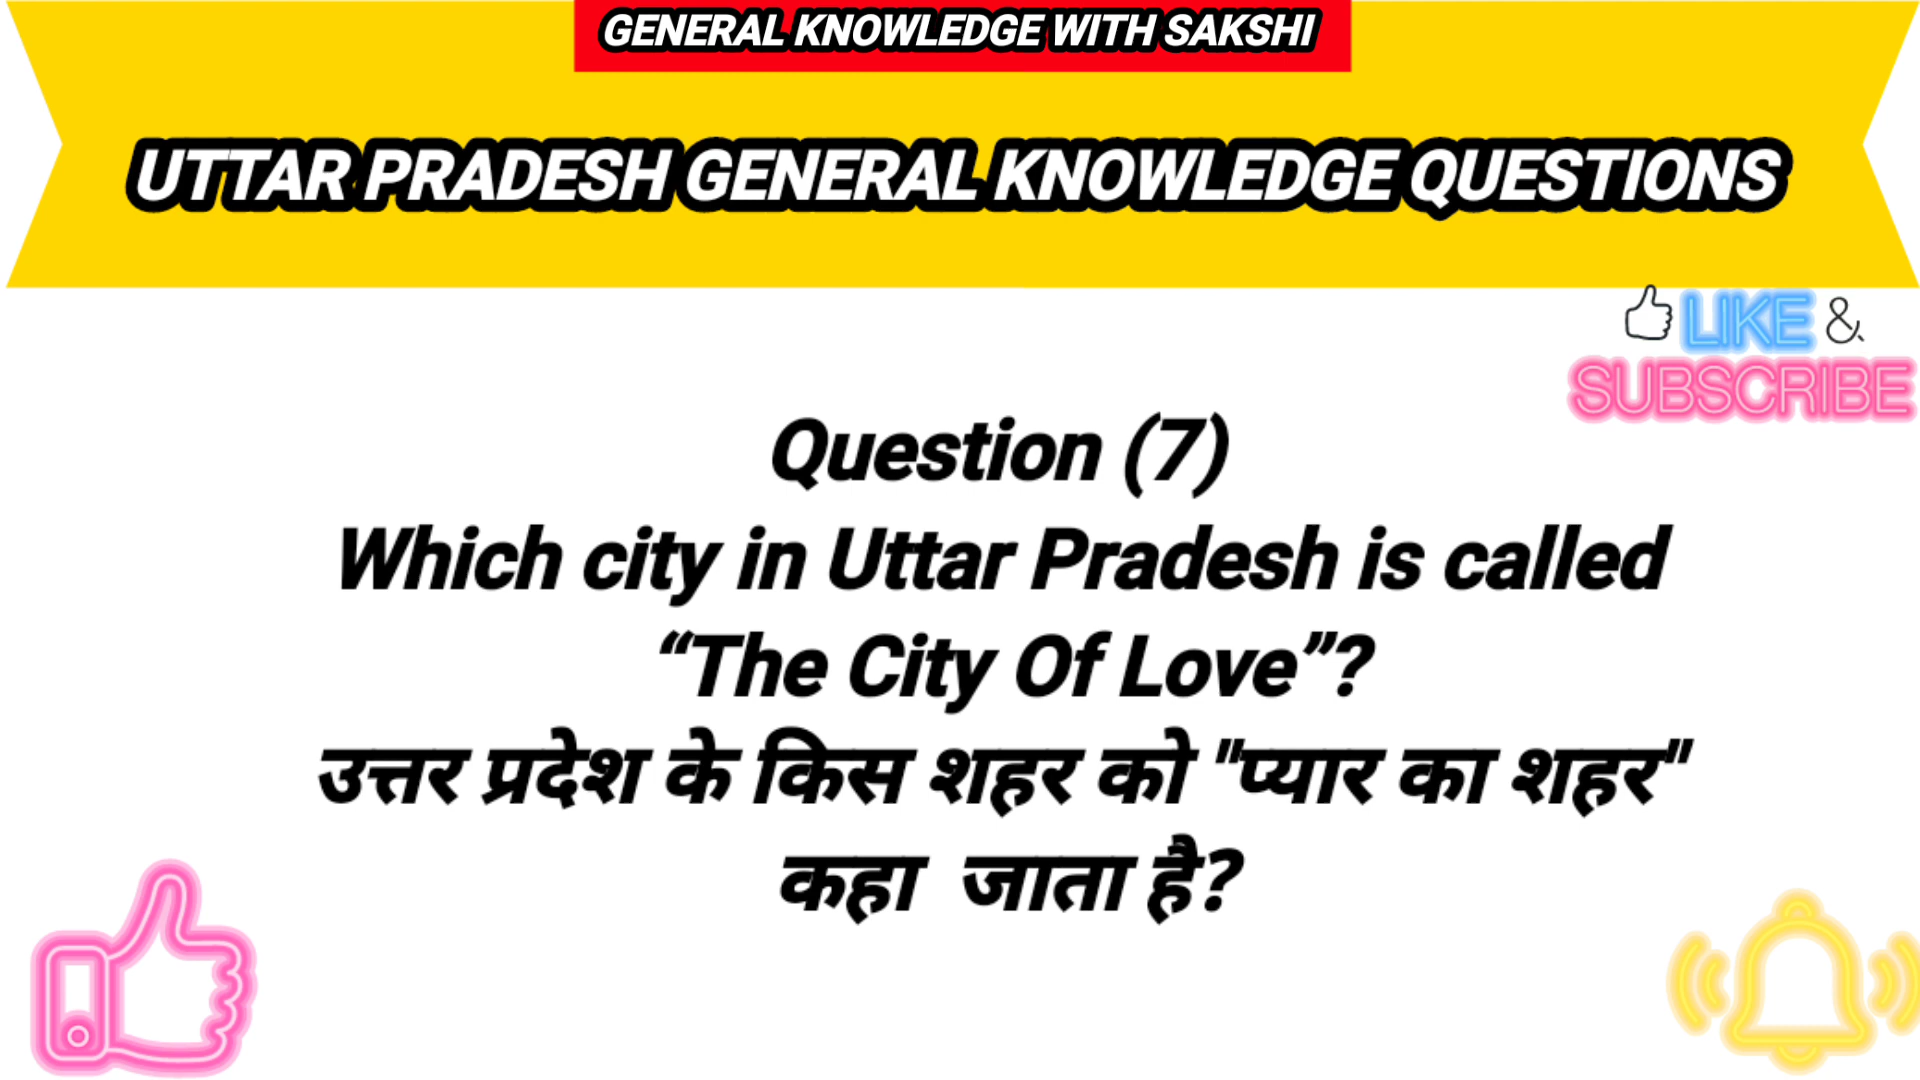 GENERAL KNOWLEDGE WITH SAKSHI
UTTAR PRADESH GENERAL KNOWLEDGE QUESTIONS
LIKE &
SUBSCRIBE
Question (7)
Which city in Uttar Pradesh is called
“The City Of Love”?
उत्तर प्रदेश के किस शहर को "प्यार का शहर"
कहा जाता है?